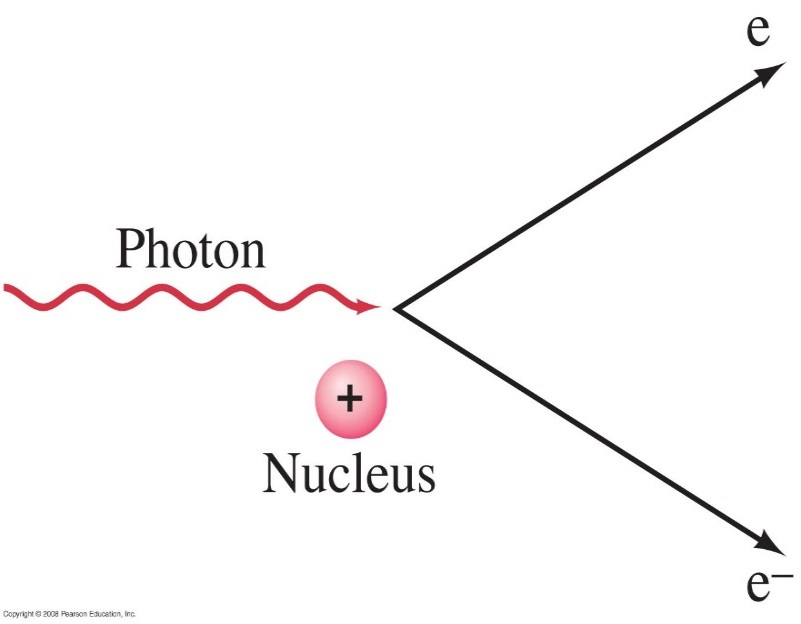 e
Photon
+
Nucleus
e⁻
Copyright © 2008 Pearson Education, Inc.